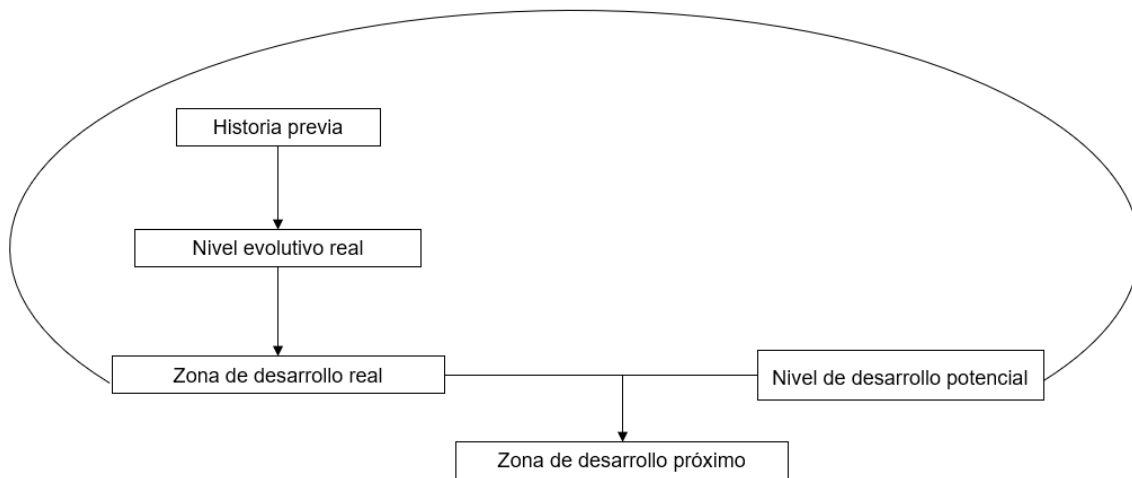 Historia previa
Nivel evolutivo real
Zona de desarrollo real
Nivel de desarrollo potencial
Zona de desarrollo próximo